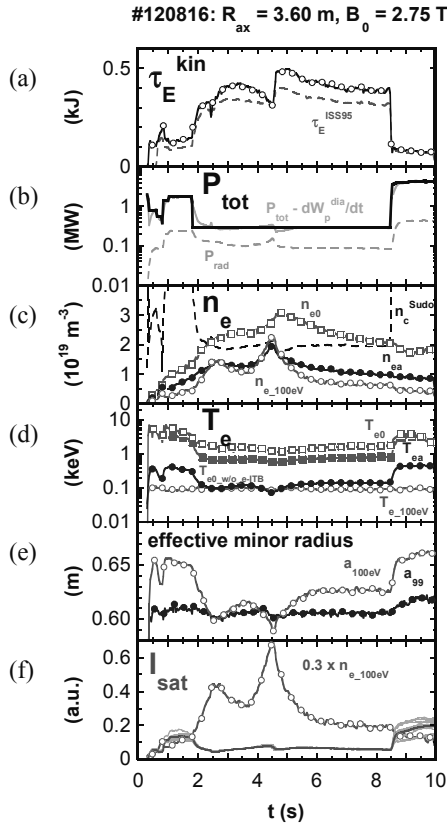 #120816: R_ax = 3.60 m, B_0 = 2.75 T
(a)
τ_E^kin
(kJ)
0.5
0
τ_E^ISS95
(b)
P_tot
(MW)
1
0.1
0.01
P_tot - dW_p^dia/dt
P_rad
(c)
n_e
(10^19 m^-3)
3
2
1
0
n_e0
n_c^Sudo
n_ea
n_e_100eV
(d)
T_e
(keV)
10
1
0.1
0.01
T_e0
T_ea
T_e0_w/o_e-ITB
T_e_100eV
(e)
effective minor radius
(m)
0.65
0.60
a_100eV
a_99
(f)
I_sat
(a.u.)
0.6
0.4
0.2
0
0.3 x n_e_100eV
0 2 4 6 8 10
t (s)